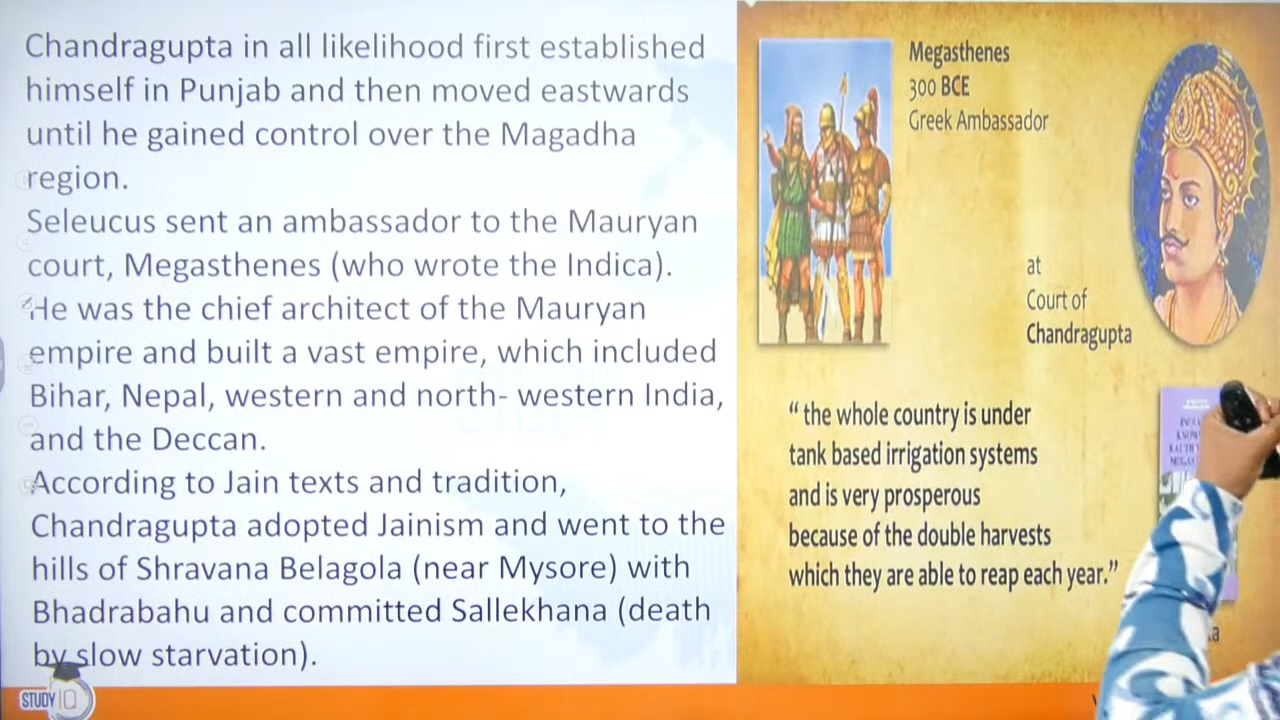 Chandragupta in all likelihood first established
himself in Punjab and then moved eastwards
until he gained control over the Magadha
region.
Seleucus sent an ambassador to the Mauryan
court, Megasthenes (who wrote the Indica).
He was the chief architect of the Mauryan
empire and built a vast empire, which included
Bihar, Nepal, western and north- western India,
and the Deccan.
According to Jain texts and tradition,
Chandragupta adopted Jainism and went to the
hills of Shravana Belagola (near Mysore) with
Bhadrabahu and committed Sallekhana (death
by slow starvation).
STUDY IQ
Megasthenes
300 BCE
Greek Ambassador
at
Court of
Chandragupta
“ the whole country is under
tank based irrigation systems
and is very prosperous
because of the double harvests
which they are able to reap each year.”